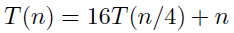 T(n) = 16T(n/4) + n